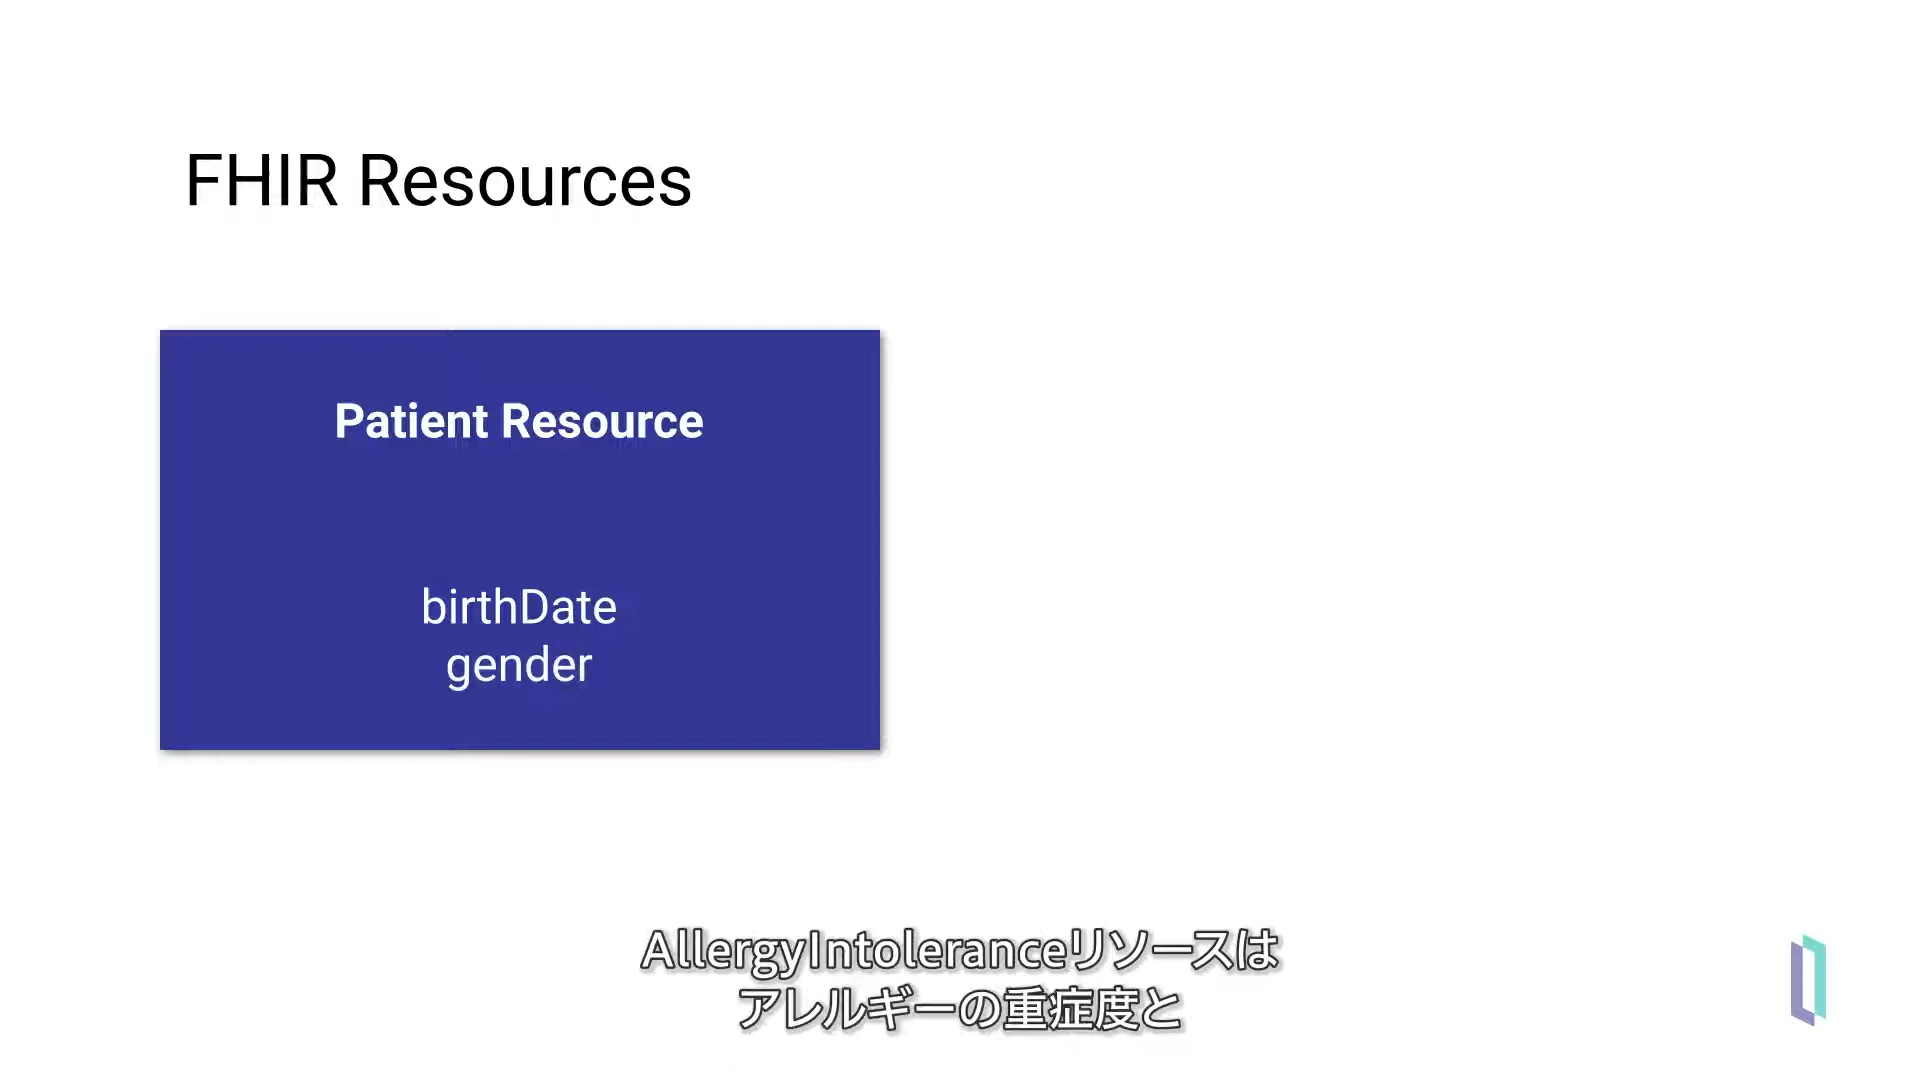 FHIR Resources
Patient Resource
birthDate
gender
AllergyIntoleranceリソースは
アレルギーの重症度と